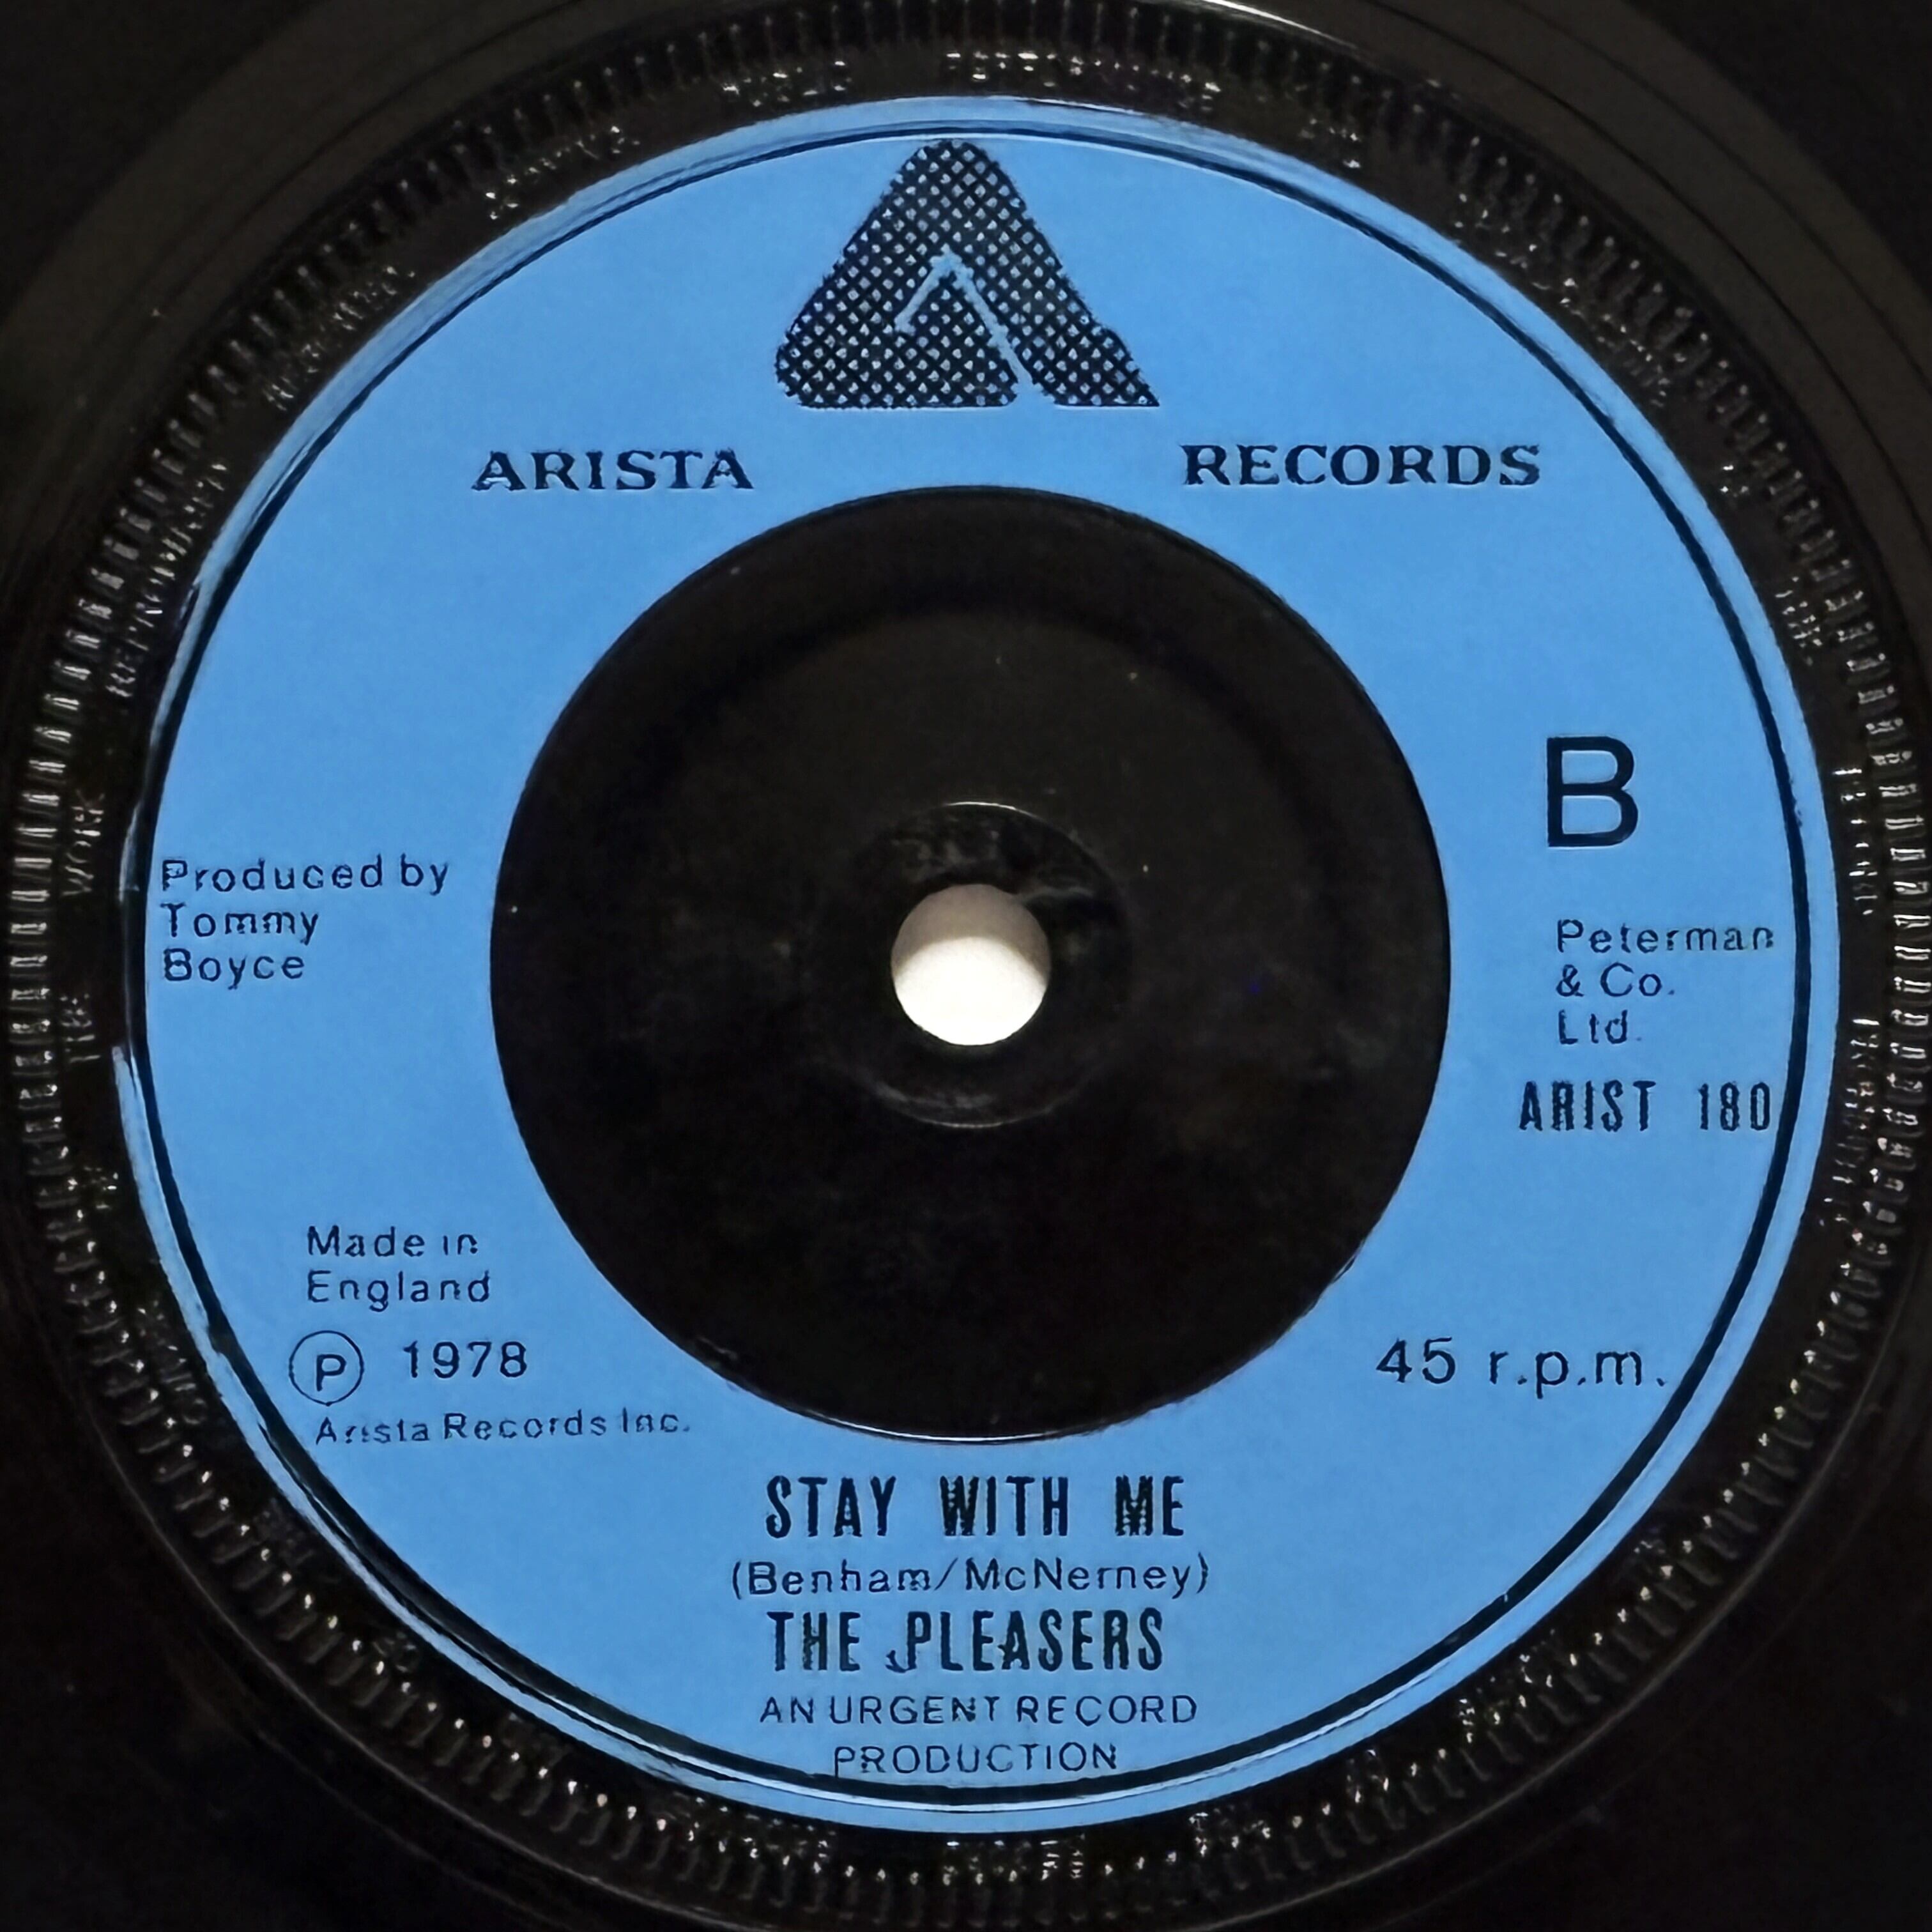 ARISTA RECORDS
B
Produced by
Tommy
Boyce
Peterman
& Co.
Ltd.
ARIST 180
Made in
England
Ⓟ 1978
Arista Records Inc.
45 r.p.m.
STAY WITH ME
(Benham/McNerney)
THE PLEASERS
AN URGENT RECORD
PRODUCTION